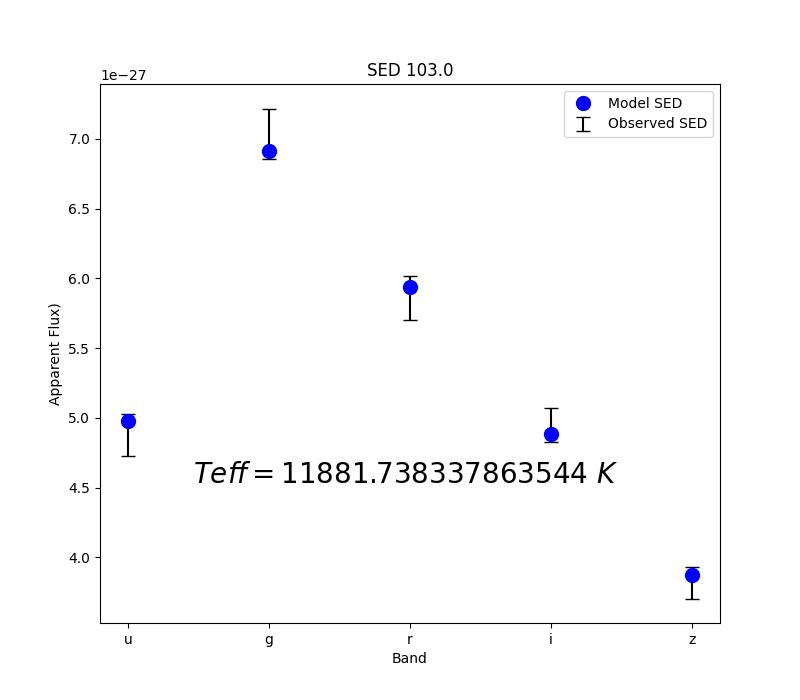 SED 103.0
1e−27
Model SED
Observed SED
7.0
6.5
6.0
5.5
5.0
4.5
4.0
Apparent Flux)
Teff = 11881.738337863544 K
u g r i z
Band